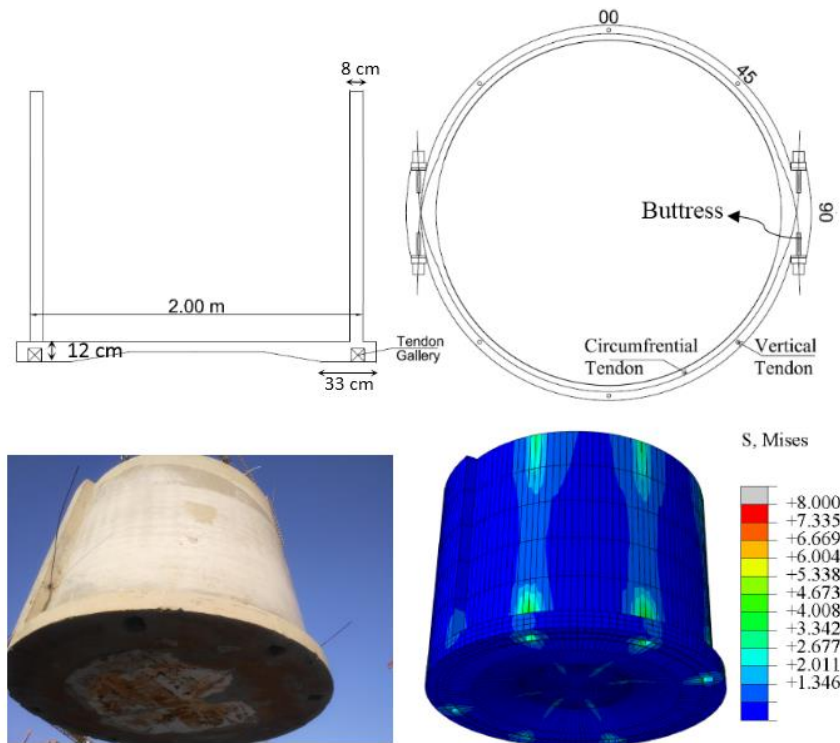 8 cm
2.00 m
12 cm
Tendon
Gallery
33 cm
00
45
90
Buttress
Circumfrential
Tendon
Vertical
Tendon
S, Mises
+8.000
+7.335
+6.669
+6.004
+5.338
+4.673
+4.008
+3.342
+2.677
+2.011
+1.346